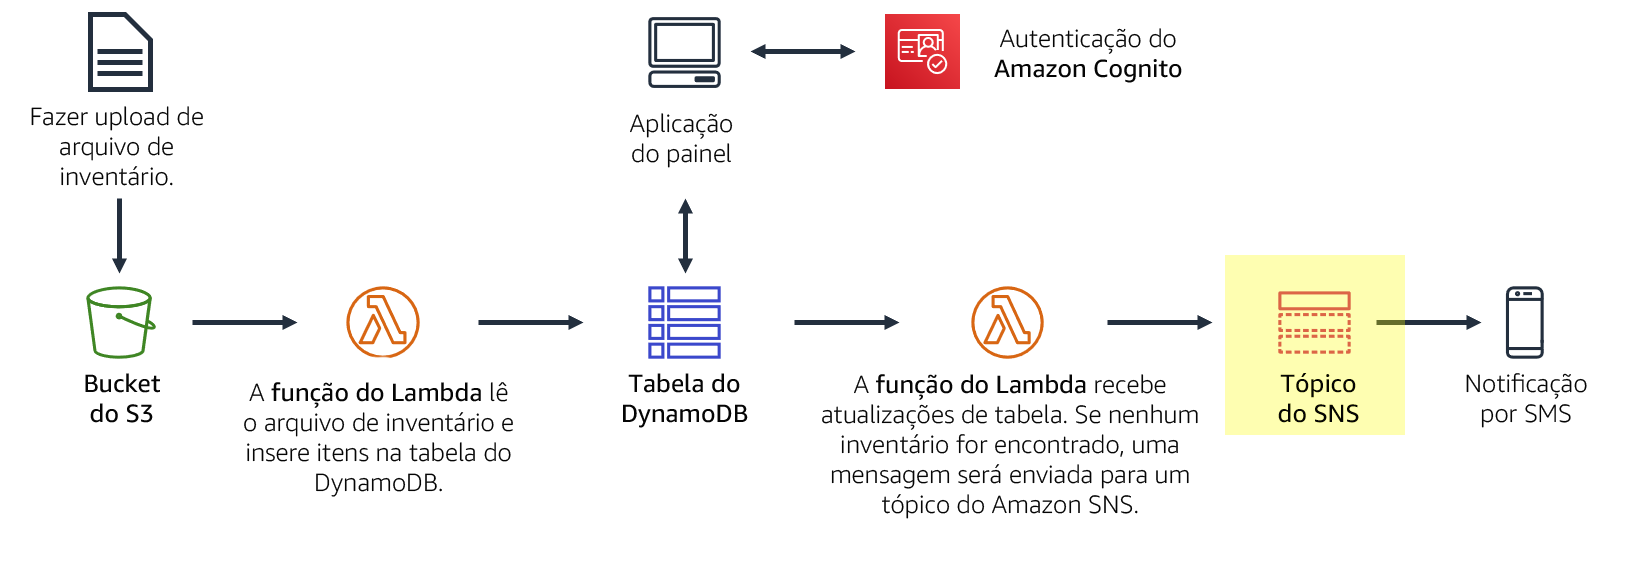 Fazer upload de
arquivo de
inventário.
Aplicação
do painel
Autenticação do
Amazon Cognito
Bucket
do S3
A função do Lambda lê
o arquivo de inventário e
insere itens na tabela do
DynamoDB.
Tabela do
DynamoDB
A função do Lambda recebe
atualizações de tabela. Se nenhum
inventário for encontrado, uma
mensagem será enviada para um
tópico do Amazon SNS.
Tópico
do SNS
Notificação
por SMS